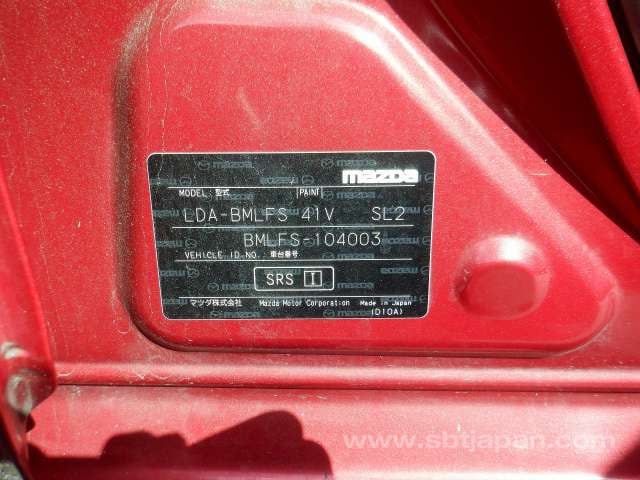 mazda
MODEL: 型式 PAINT
LDA-BMLFS 41V SL2
BMLFS-104003
VEHICLE ID.NO.: 車台番号
SRS I
マツダ株式会社 Mazda Motor Corporation Made in Japan
(D10A)
www.sbtjapan.com